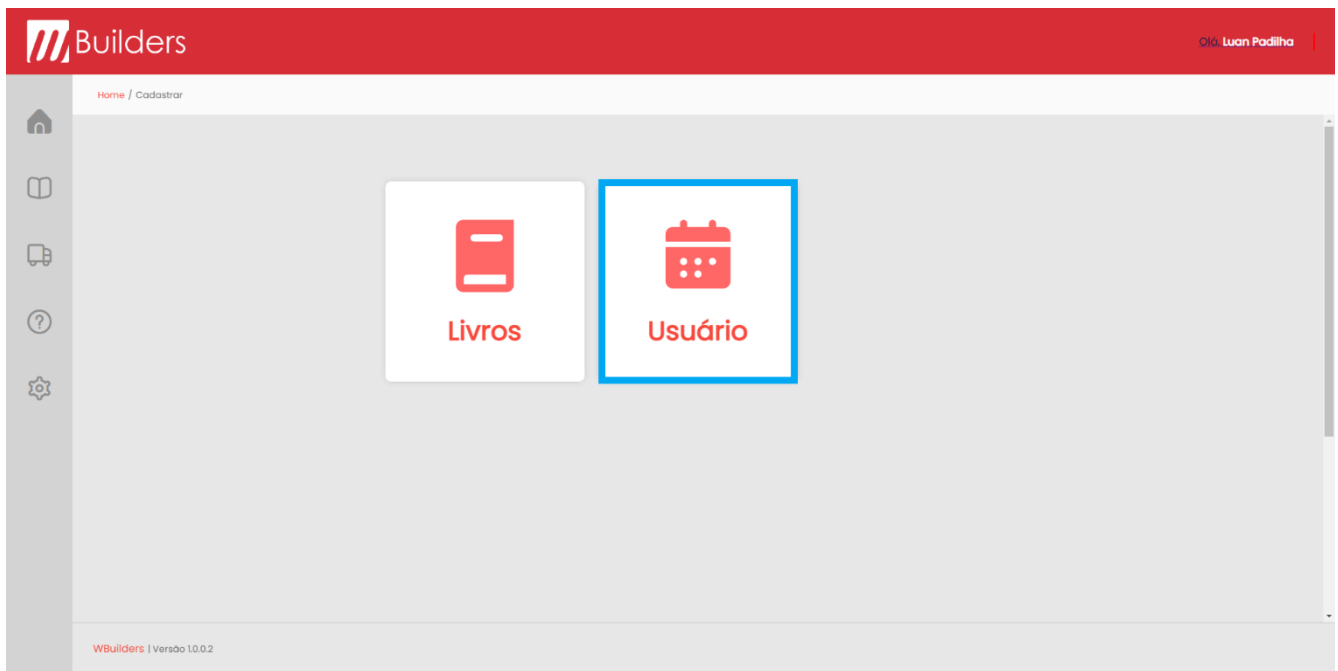 Builders
Olá, Luan Padilha
Home / Cadastrar
Livros
Usuário
WBuilders | Versão 1.0.0.2